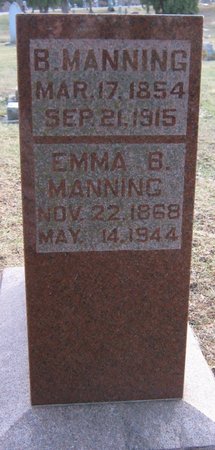 B. MANNING
MAR. 17, 1854
SEP. 21, 1915
EMMA B.
MANNING
NOV. 22, 1868
MAY 14, 1944